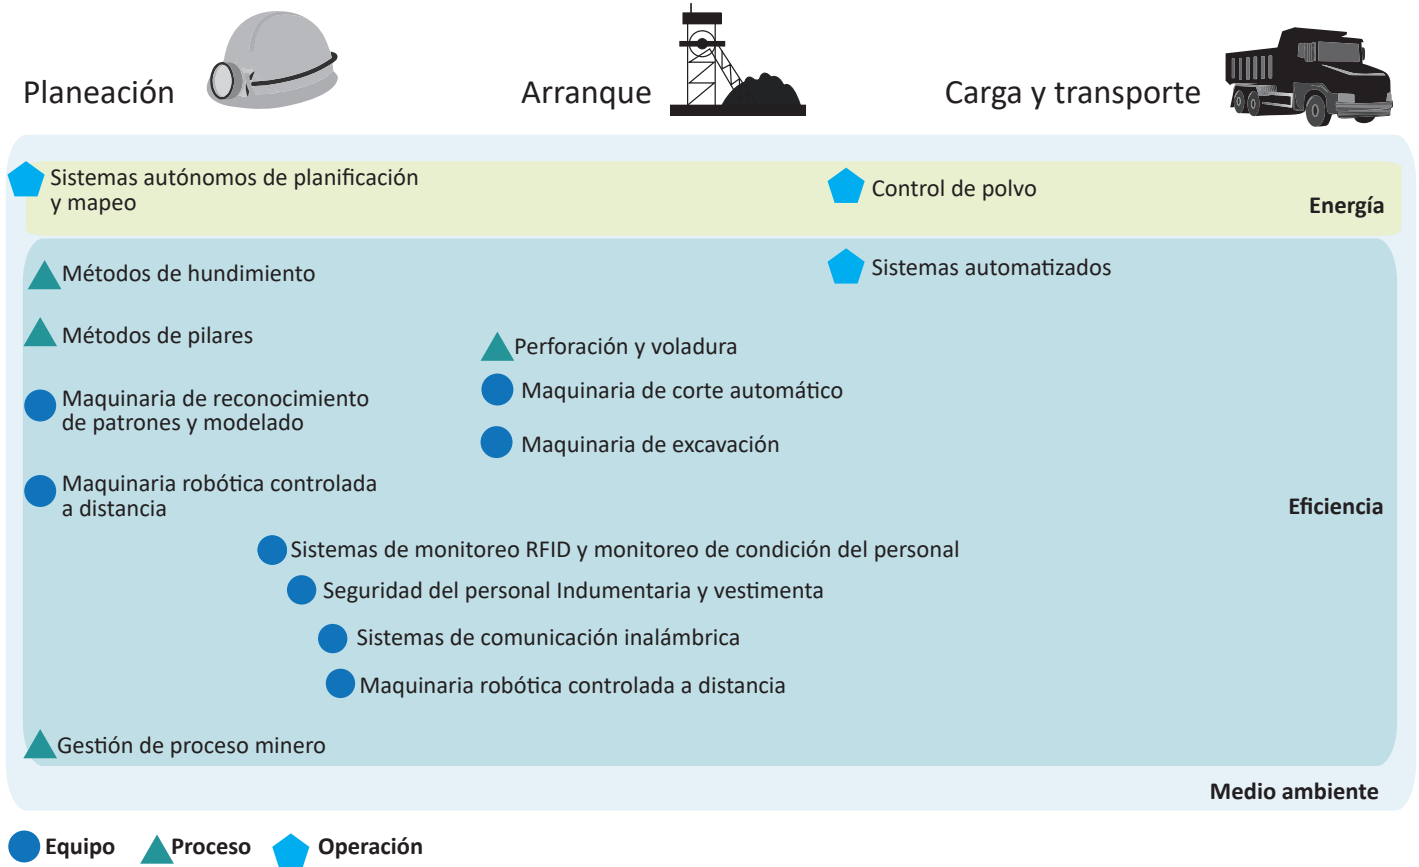 Planeación
Arranque
Carga y transporte
Sistemas autónomos de planificación
y mapeo
Control de polvo
Energía
Métodos de hundimiento
Sistemas automatizados
Métodos de pilares
Perforación y voladura
Maquinaria de reconocimiento
de patrones y modelado
Maquinaria de corte automático
Maquinaria de excavación
Maquinaria robótica controlada
a distancia
Eficiencia
Sistemas de monitoreo RFID y monitoreo de condición del personal
Seguridad del personal Indumentaria y vestimenta
Sistemas de comunicación inalámbrica
Maquinaria robótica controlada a distancia
Gestión de proceso minero
Medio ambiente
Equipo
Proceso
Operación